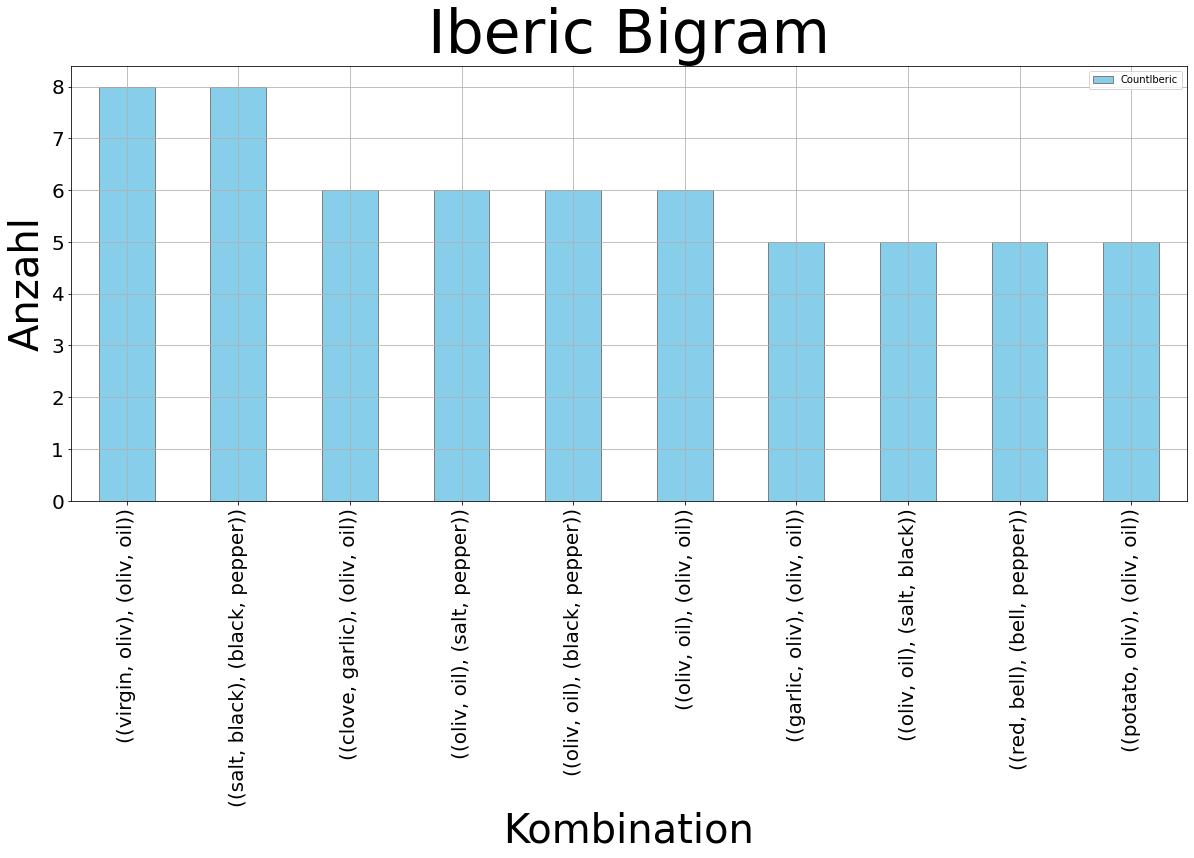 Iberic Bigram
CountIberic
Anzahl
8
7
6
5
4
3
2
1
0
((virgin, oliv), (oliv, oil))
((salt, black), (black, pepper))
((clove, garlic), (oliv, oil))
((oliv, oil), (salt, pepper))
((oliv, oil), (black, pepper))
((oliv, oil), (oliv, oil))
((garlic, oliv), (oliv, oil))
((oliv, oil), (salt, black))
((red, bell), (bell, pepper))
((potato, oliv), (oliv, oil))
Kombination